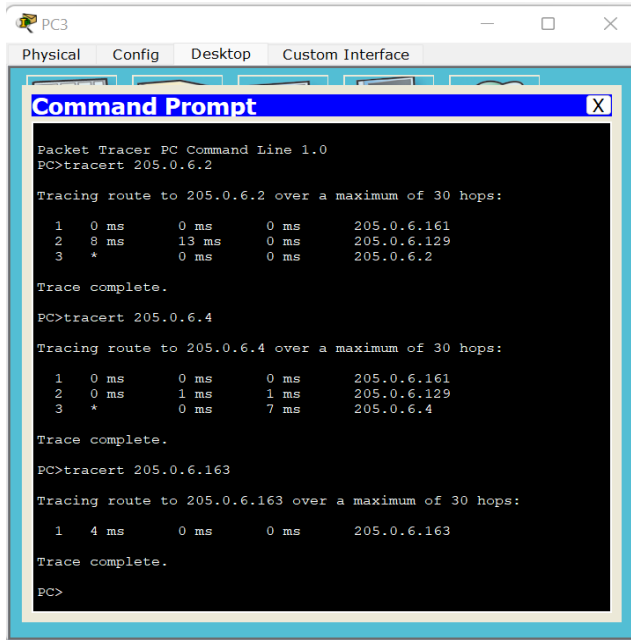 PC3
Physical Config Desktop Custom Interface
Command Prompt X
Packet Tracer PC Command Line 1.0
PC>tracert 205.0.6.2
Tracing route to 205.0.6.2 over a maximum of 30 hops:
1 0 ms 0 ms 0 ms 205.0.6.161
2 8 ms 13 ms 0 ms 205.0.6.129
3 * 0 ms 0 ms 205.0.6.2
Trace complete.
PC>tracert 205.0.6.4
Tracing route to 205.0.6.4 over a maximum of 30 hops:
1 0 ms 0 ms 0 ms 205.0.6.161
2 0 ms 1 ms 1 ms 205.0.6.129
3 * 0 ms 7 ms 205.0.6.4
Trace complete.
PC>tracert 205.0.6.163
Tracing route to 205.0.6.163 over a maximum of 30 hops:
1 4 ms 0 ms 0 ms 205.0.6.163
Trace complete.
PC>